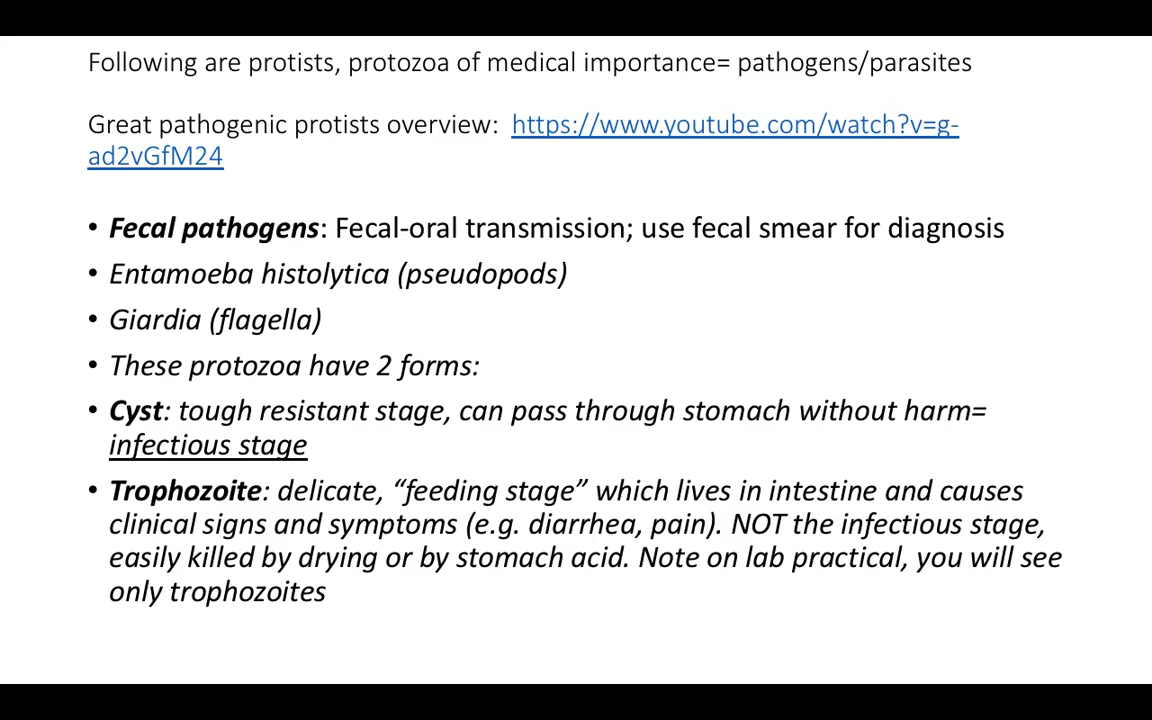 Following are protists, protozoa of medical importance= pathogens/parasites
Great pathogenic protists overview: https://www.youtube.com/watch?v=g-
ad2vGfM24
• Fecal pathogens: Fecal-oral transmission; use fecal smear for diagnosis
• Entamoeba histolytica (pseudopods)
• Giardia (flagella)
• These protozoa have 2 forms:
• Cyst: tough resistant stage, can pass through stomach without harm=
infectious stage
• Trophozoite: delicate, “feeding stage” which lives in intestine and causes
clinical signs and symptoms (e.g. diarrhea, pain). NOT the infectious stage,
easily killed by drying or by stomach acid. Note on lab practical, you will see
only trophozoites